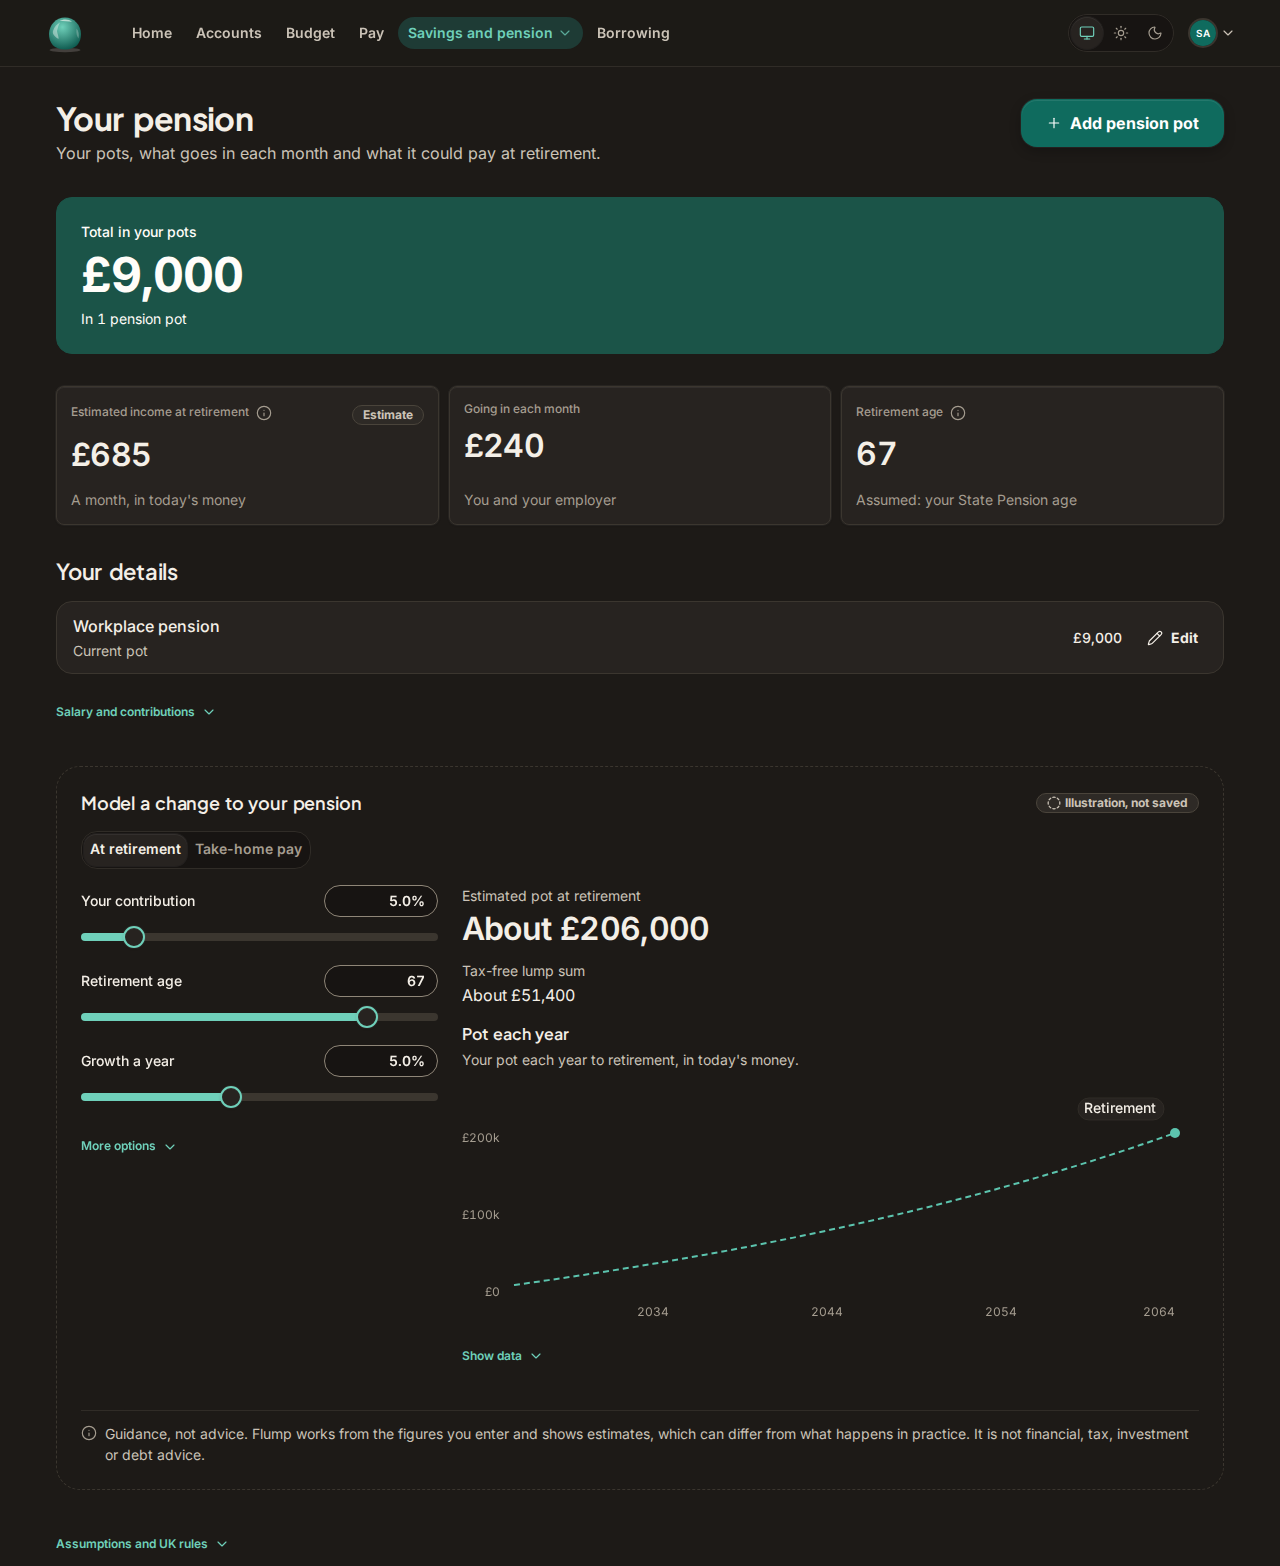 Home Accounts Budget Pay Savings and pension Borrowing SA
Your pension
Your pots, what goes in each month and what it could pay at retirement.
+ Add pension pot
Total in your pots
£9,000
In 1 pension pot
Estimated income at retirement Estimate
£685
A month, in today's money
Going in each month
£240
You and your employer
Retirement age
67
Assumed: your State Pension age
Your details
Workplace pension
Current pot
£9,000 Edit
Salary and contributions
Model a change to your pension
Illustration, not saved
At retirement Take-home pay
Your contribution 5.0%
Retirement age 67
Growth a year 5.0%
More options
Estimated pot at retirement
About £206,000
Tax-free lump sum
About £51,400
Pot each year
Your pot each year to retirement, in today's money.
Retirement
£200k
£100k
£0
2034 2044 2054 2064
Show data
Guidance, not advice. Flump works from the figures you enter and shows estimates, which can differ from what happens in practice. It is not financial, tax, investment
or debt advice.
Assumptions and UK rules